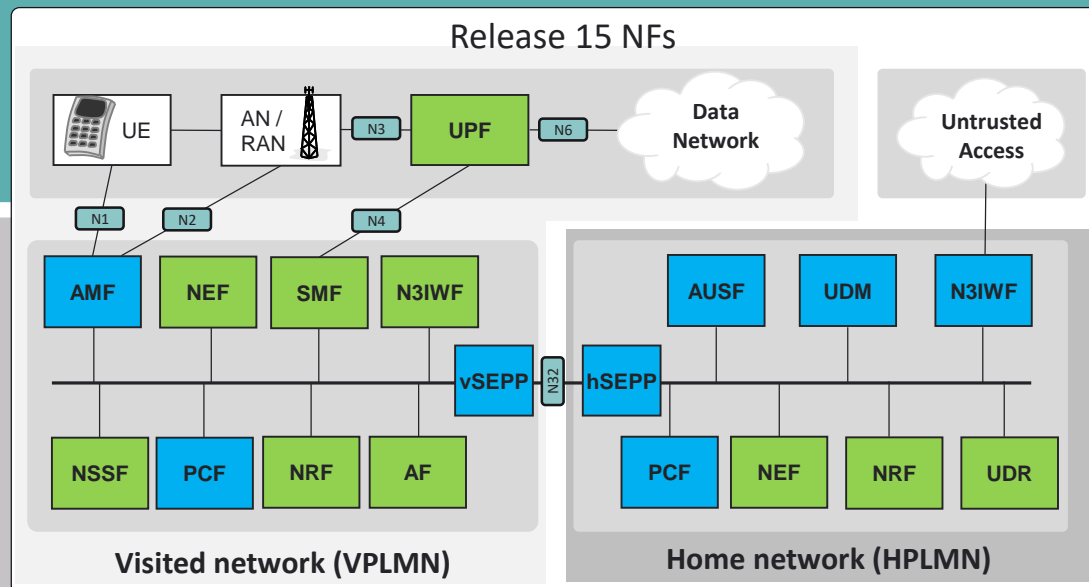 Release 15 NFs
UE
AN /
RAN
N3
UPF
N6
Data
Network
Untrusted
Access
N1
N2
N4
AMF
NEF
SMF
N3IWF
AUSF
UDM
N3IWF
vSEPP
N32
hSEPP
NSSF
PCF
NRF
AF
PCF
NEF
NRF
UDR
Visited network (VPLMN)
Home network (HPLMN)